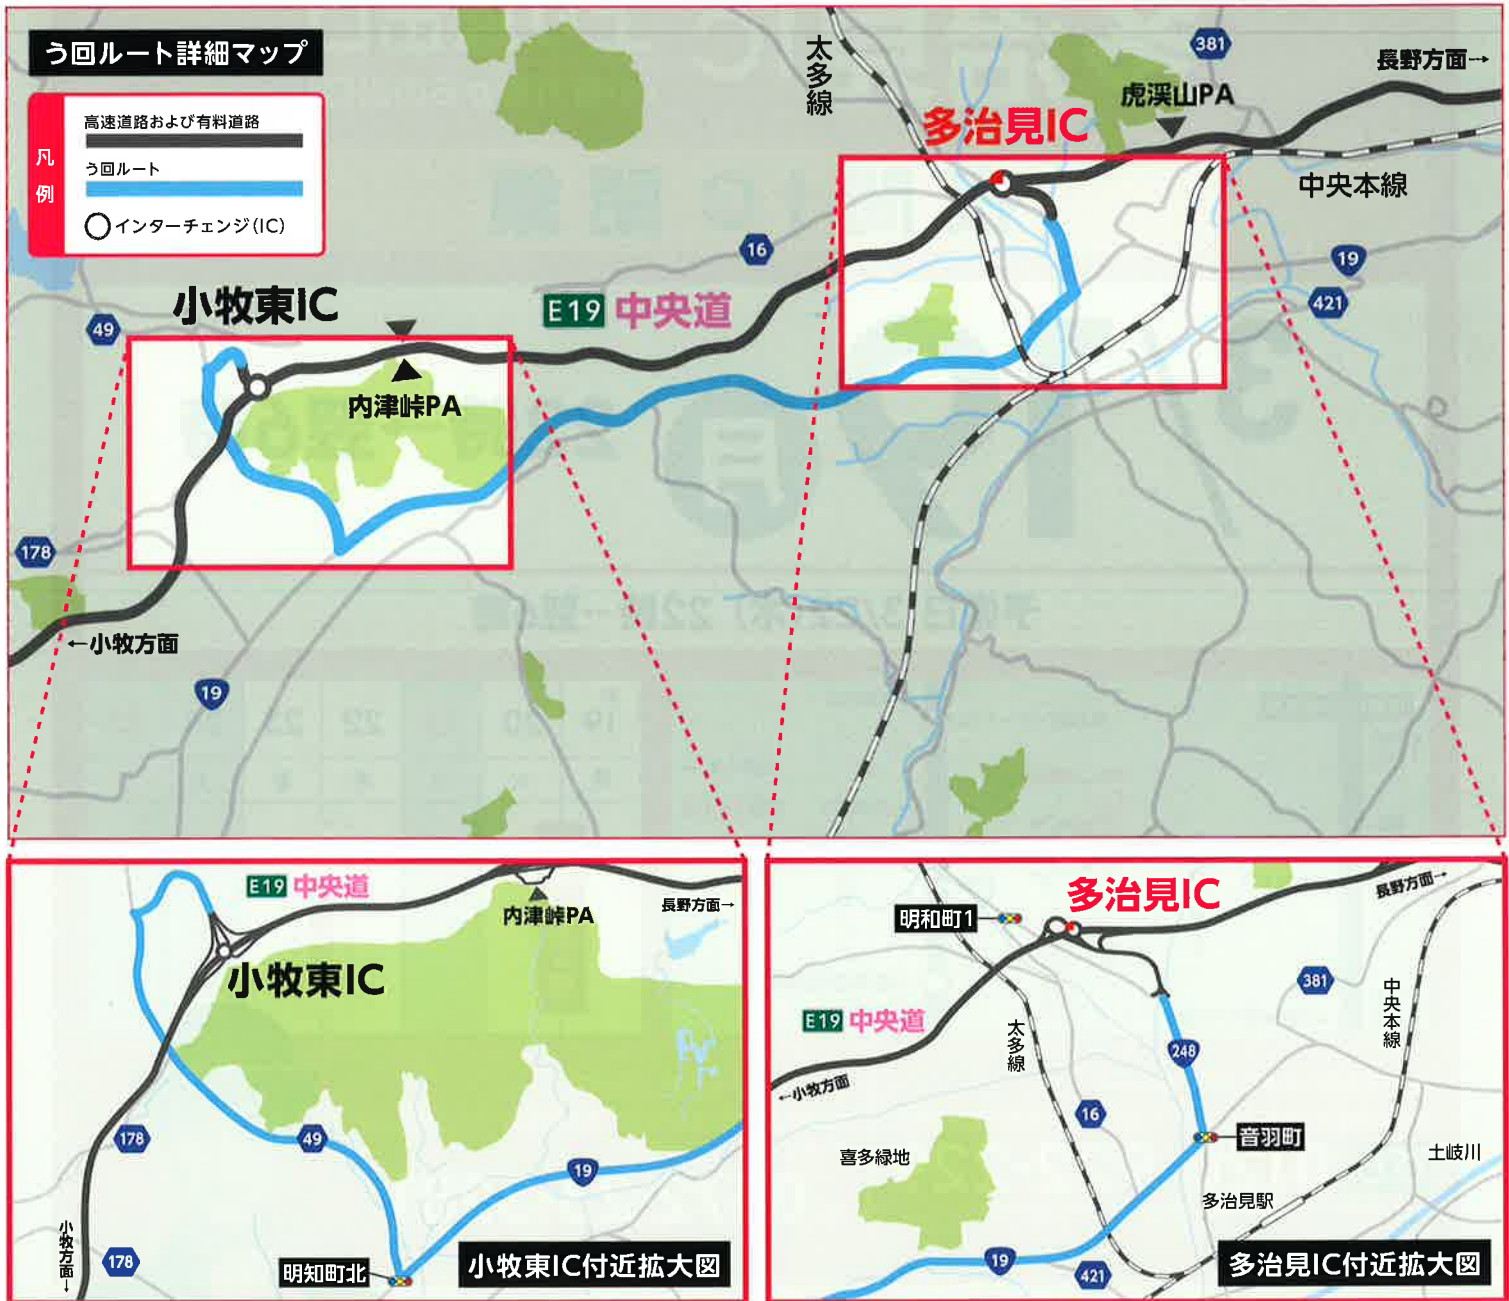 う回ルート詳細マップ
凡例
高速道路および有料道路
う回ルート
インターチェンジ(IC)
太多線
381
長野方面→
虎渓山PA
多治見IC
中央本線
16
19
421
E19 中央道
小牧東IC
49
内津峠PA
178
←小牧方面
19
E19 中央道
内津峠PA
長野方面→
小牧東IC
178
49
19
小牧方面→
178
明知町北
小牧東IC付近拡大図
多治見IC
長野方面→
明和町1
381
中央本線
E19 中央道
太多線
248
←小牧方面
16
音羽町
喜多緑地
土岐川
多治見駅
19
421
多治見IC付近拡大図